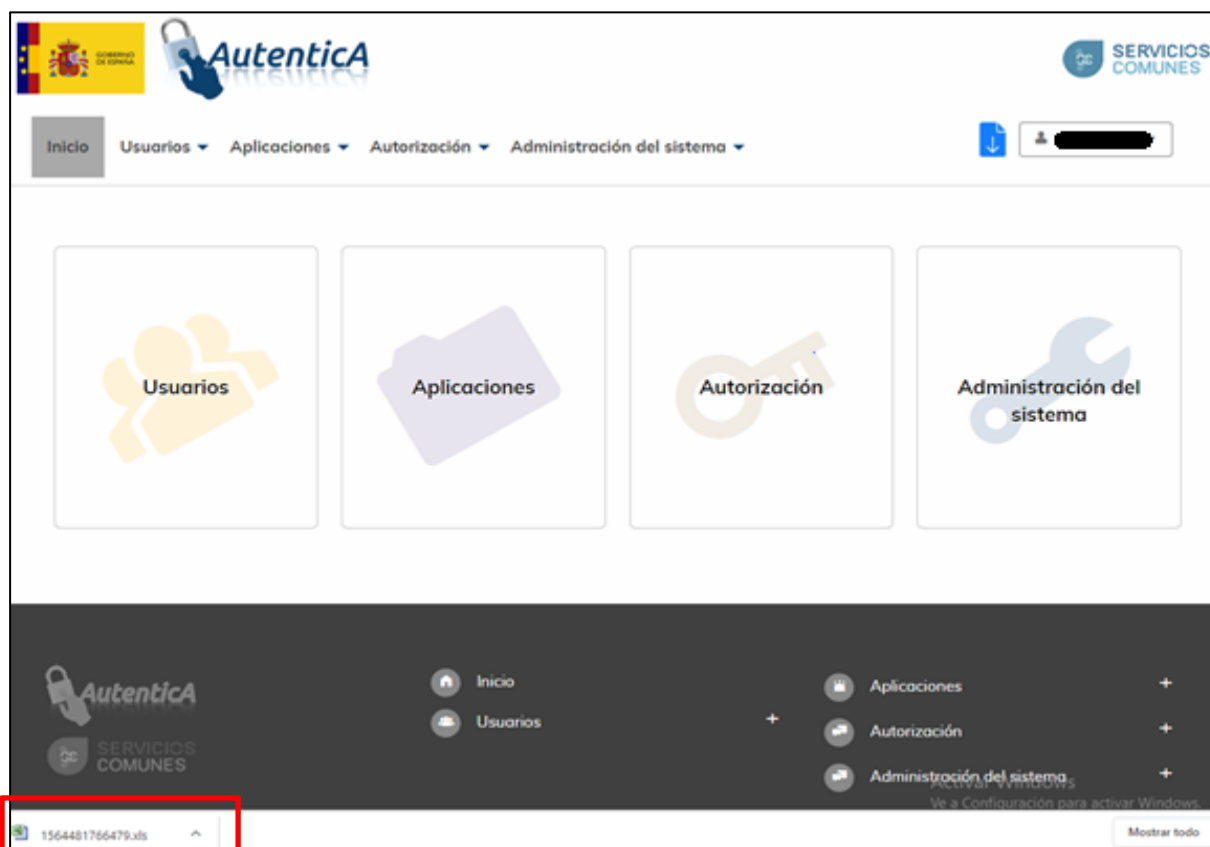 GOBIERNO
DE ESPAÑA
AutenticA
SERVICIOS
COMUNES
Inicio
Usuarios
Aplicaciones
Autorización
Administración del sistema
Usuarios
Aplicaciones
Autorización
Administración del
sistema
AutenticA
SERVICIOS
COMUNES
Inicio
Usuarios
+
Aplicaciones +
Autorización +
Administración del sistema +
Activar Windows
Ve a Configuración para activar Windows.
1564481766479.xls
Mostrar todo